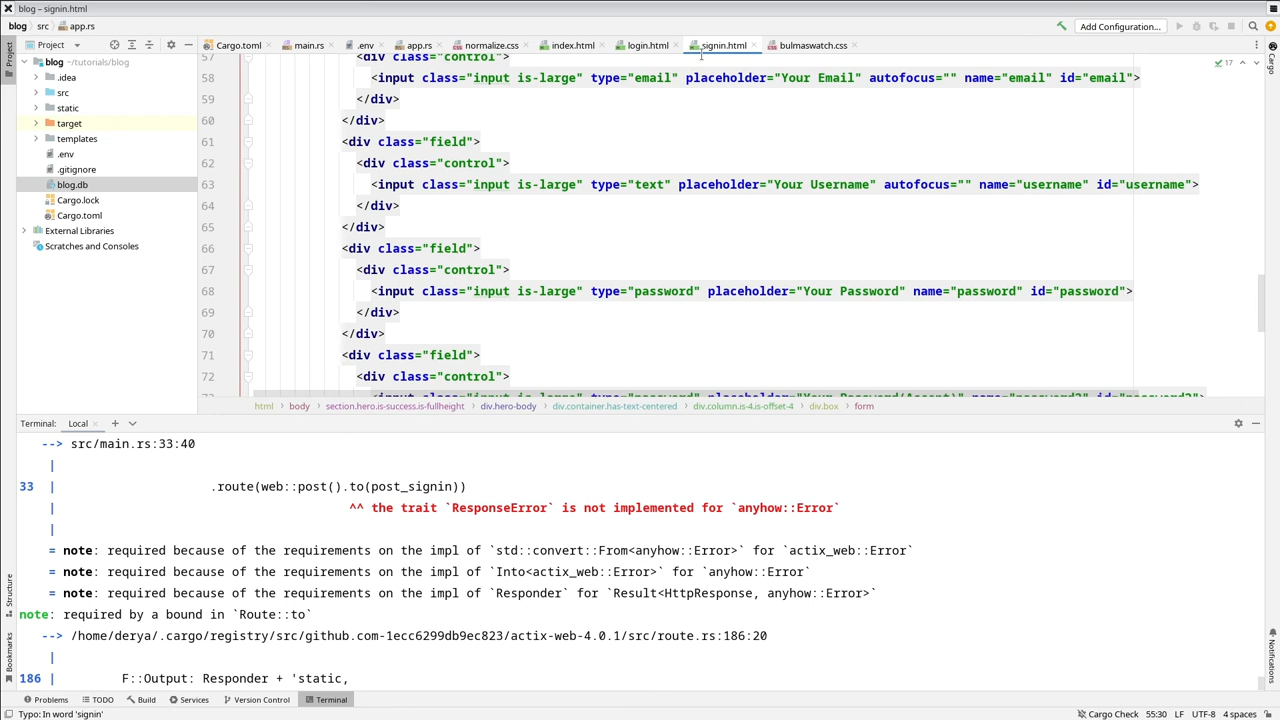 blog – signin.html
blog src app.rs Add Configuration...
Project Cargo.toml main.rs .env app.rs normalize.css index.html login.html signin.html bulmaswatch.css
Project
Cargo
blog ~/tutorials/blog
.idea
src
static
target
templates
.env
.gitignore
blog.db
Cargo.lock
Cargo.toml
External Libraries
Scratches and Consoles
17
57 <div class="control">
58 <input class="input is-large" type="email" placeholder="Your Email" autofocus="" name="email" id="email">
59 </div>
60 </div>
61 <div class="field">
62 <div class="control">
63 <input class="input is-large" type="text" placeholder="Your Username" autofocus="" name="username" id="username">
64 </div>
65 </div>
66 <div class="field">
67 <div class="control">
68 <input class="input is-large" type="password" placeholder="Your Password" name="password" id="password">
69 </div>
70 </div>
71 <div class="field">
72 <div class="control">
html body section.hero.is-success.is-fullheight div.hero-body div.container.has-text-centered div.column.is-4.is-offset-4 div.box form
Terminal: Local
--> src/main.rs:33:40
|
33 | .route(web::post().to(post_signin))
| ^^ the trait `ResponseError` is not implemented for `anyhow::Error`
|
= note: required because of the requirements on the impl of `std::convert::From<anyhow::Error>` for `actix_web::Error`
= note: required because of the requirements on the impl of `Into<actix_web::Error>` for `anyhow::Error`
= note: required because of the requirements on the impl of `Responder` for `Result<HttpResponse, anyhow::Error>`
note: required by a bound in `Route::to`
--> /home/derya/.cargo/registry/src/github.com-1ecc6299db9ec823/actix-web-4.0.1/src/route.rs:186:20
|
186 | F::Output: Responder + 'static,
Structure
Bookmarks
Notifications
Problems TODO Build Services Version Control Terminal
Typo: In word 'signin' Cargo Check 55:30 LF UTF-8 4 spaces